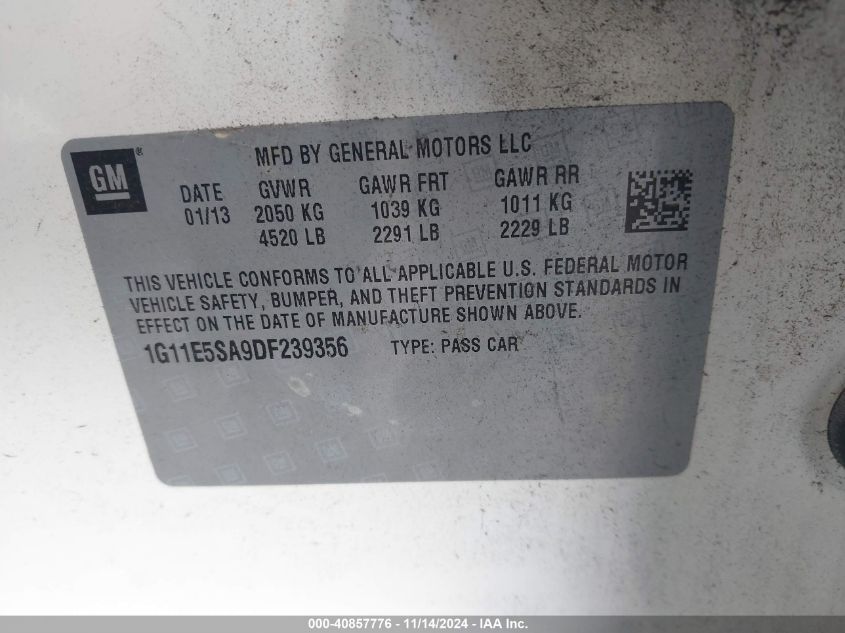 GM ®
MFD BY GENERAL MOTORS LLC
DATE GVWR GAWR FRT GAWR RR
01/13 2050 KG 1039 KG 1011 KG
4520 LB 2291 LB 2229 LB
THIS VEHICLE CONFORMS TO ALL APPLICABLE U.S. FEDERAL MOTOR
VEHICLE SAFETY, BUMPER, AND THEFT PREVENTION STANDARDS IN
EFFECT ON THE DATE OF MANUFACTURE SHOWN ABOVE.
1G11E5SA9DF239356 TYPE: PASS CAR
000-40857776 - 11/14/2024 - IAA Inc.